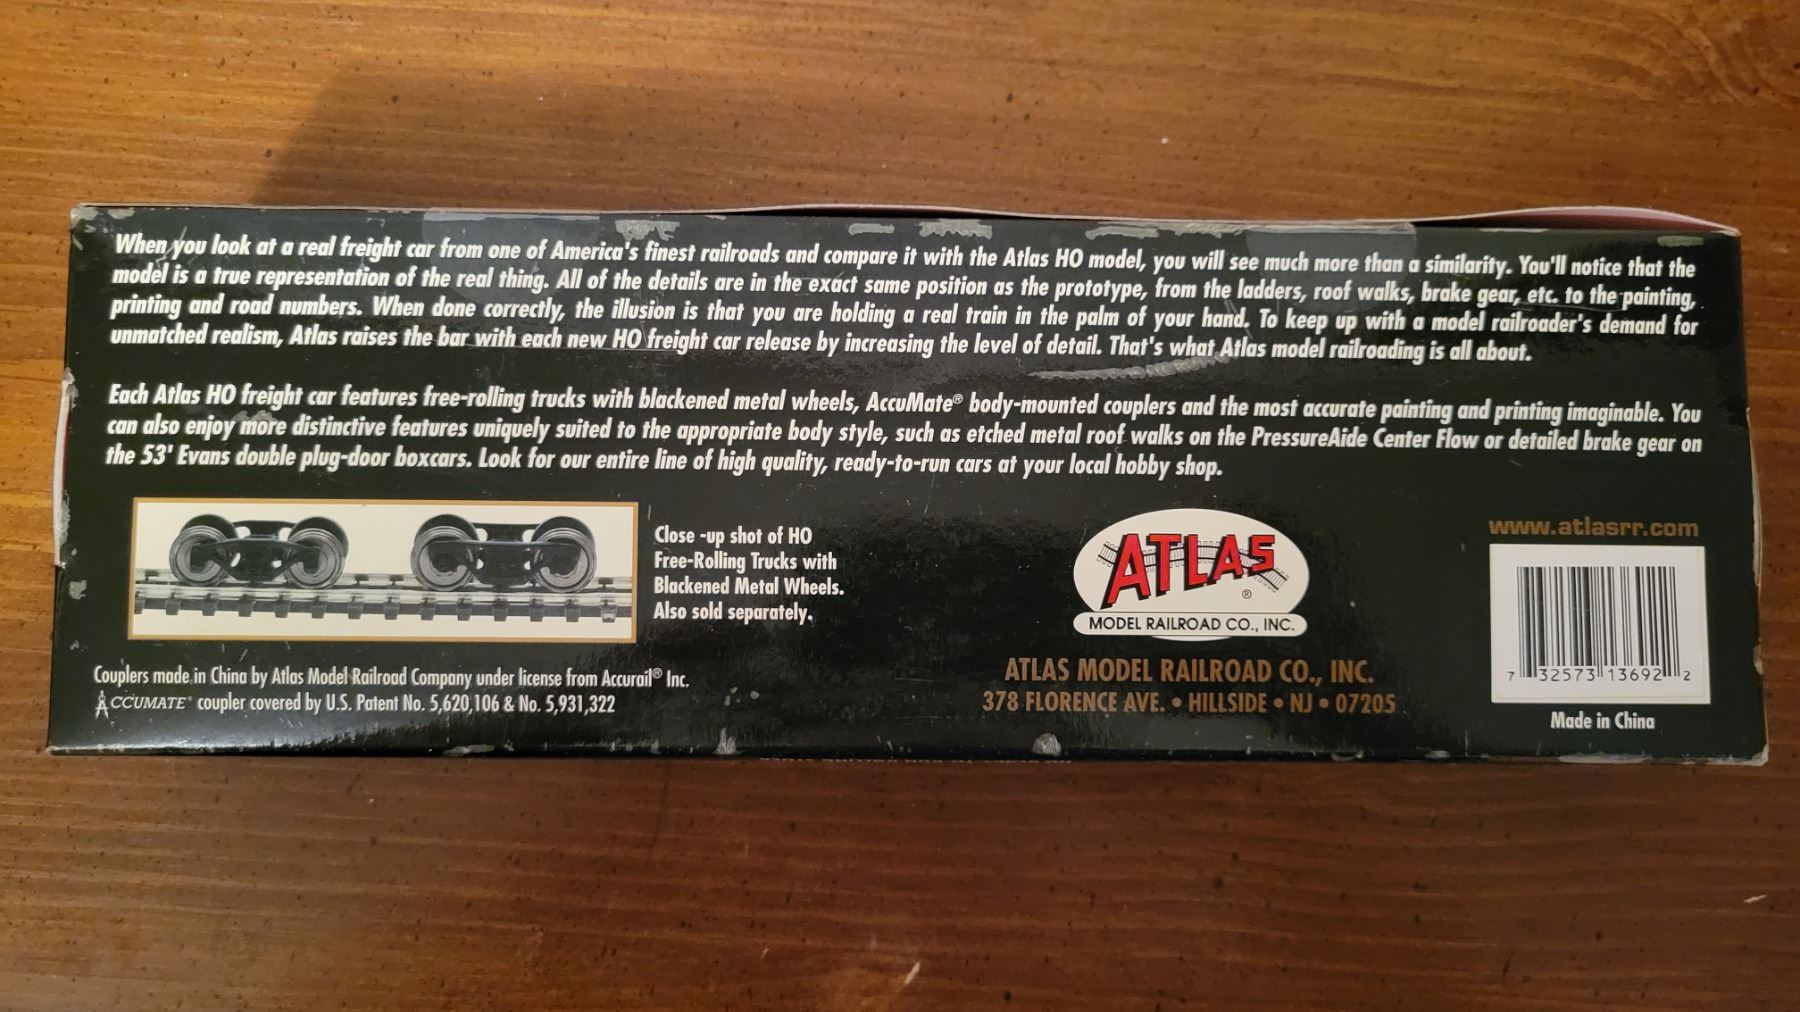 When you look at a real freight car from one of America's finest railroads and compare it with the Atlas HO model, you will see much more than a similarity. You'll notice that the
model is a true representation of the real thing. All of the details are in the exact same position as the prototype, from the ladders, roof walks, brake gear, etc. to the painting,
printing and road numbers. When done correctly, the illusion is that you are holding a real train in the palm of your hand. To keep up with a model railroader's demand for
unmatched realism, Atlas raises the bar with each new HO freight car release by increasing the level of detail. That's what Atlas model railroading is all about.
Each Atlas HO freight car features free-rolling trucks with blackened metal wheels, AccuMate® body-mounted couplers and the most accurate painting and printing imaginable. You
can also enjoy more distinctive features uniquely suited to the appropriate body style, such as etched metal roof walks on the PressureAide Center Flow or detailed brake gear on
the 53' Evans double plug-door boxcars. Look for our entire line of high quality, ready-to-run cars at your local hobby shop.
Close -up shot of HO
Free-Rolling Trucks with
Blackened Metal Wheels.
Also sold separately.
Couplers made in China by Atlas Model Railroad Company under license from Accurail® Inc.
ACCUMATE® coupler covered by U.S. Patent No. 5,620,106 & No. 5,931,322
ATLAS ®
MODEL RAILROAD CO., INC.
ATLAS MODEL RAILROAD CO., INC.
378 FLORENCE AVE. • HILLSIDE • NJ • 07205
www.atlasrr.com
7 32573 13692 2
Made in China